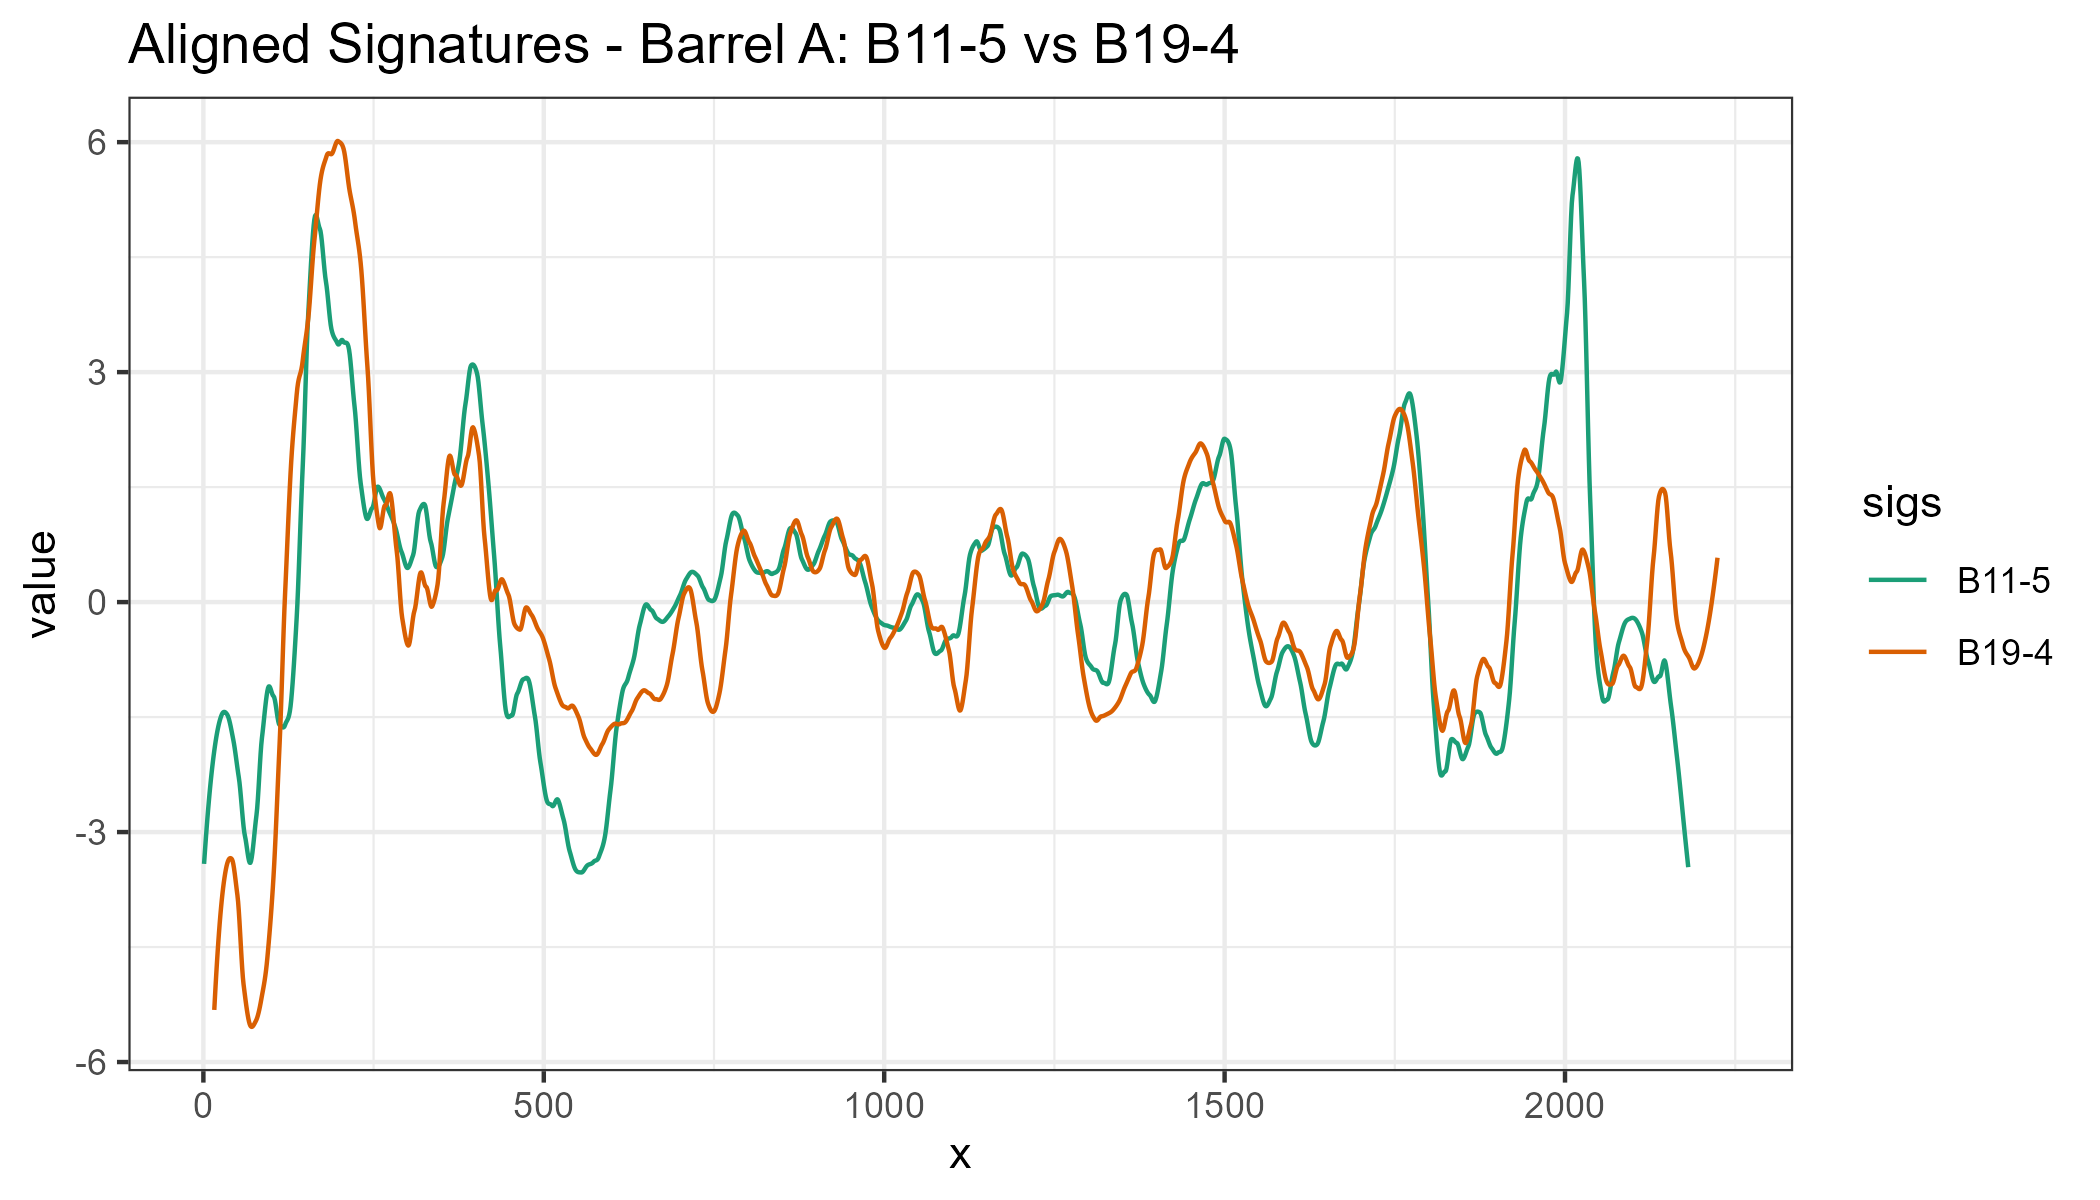 Aligned Signatures - Barrel A: B11-5 vs B19-4
6
3
0
-3
-6
value
0 500 1000 1500 2000
x
sigs
B11-5
B19-4